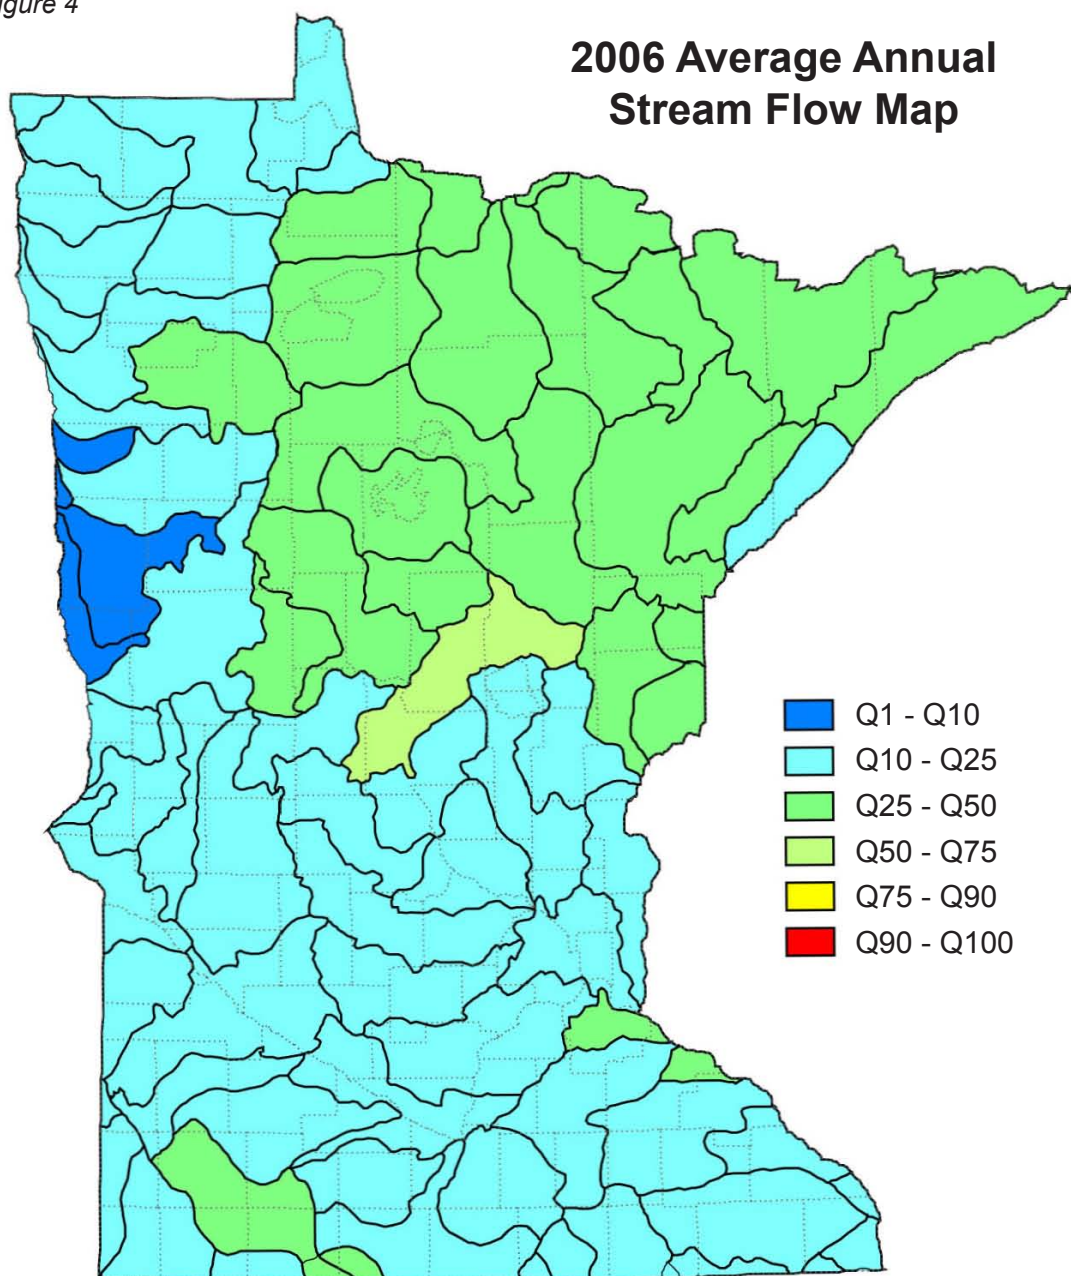 igure 4
2006 Average Annual
Stream Flow Map
Q1 - Q10
Q10 - Q25
Q25 - Q50
Q50 - Q75
Q75 - Q90
Q90 - Q100